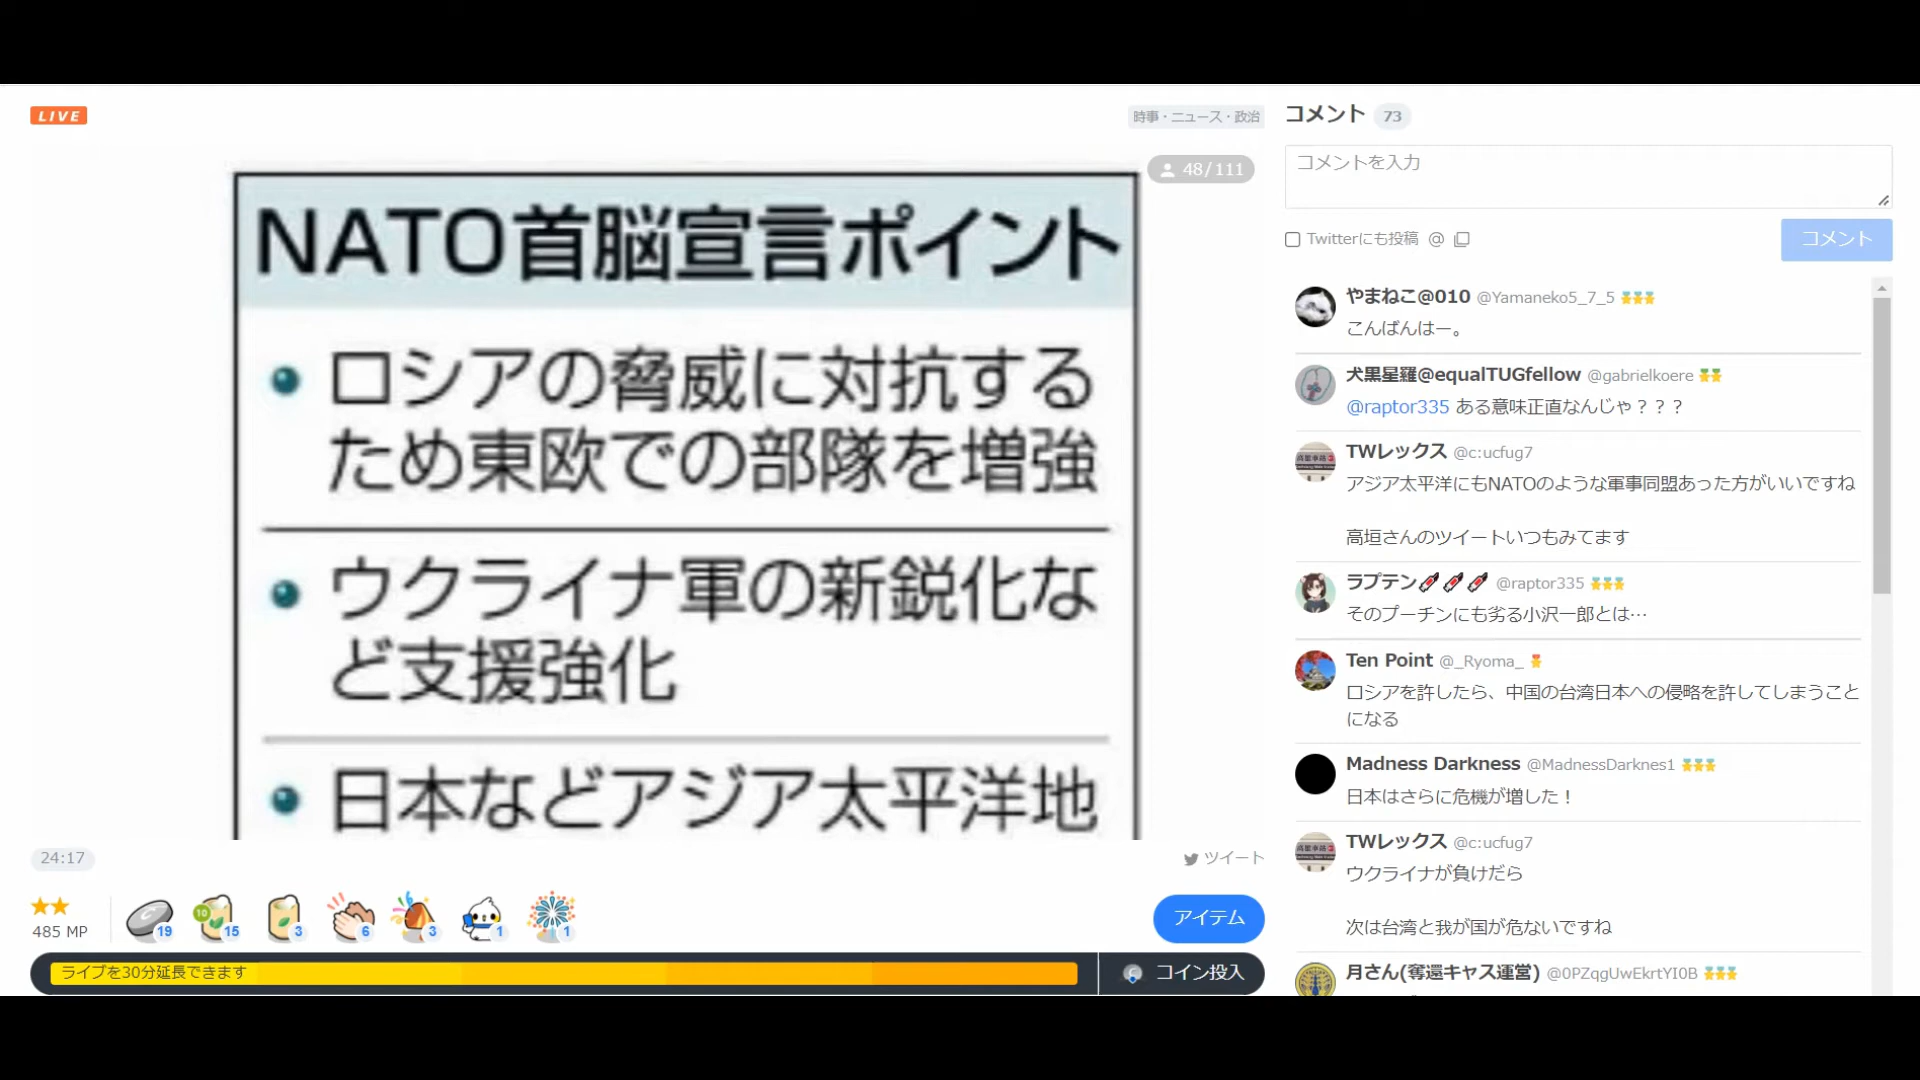 LIVE
時事・ニュース・政治
48/111
NATO首脳宣言ポイント
ロシアの脅威に対抗する
ため東欧での部隊を増強
ウクライナ軍の新鋭化な
ど支援強化
日本などアジア太平洋地
24:17
ツイート
485 MP
19
10
15
3
6
3
1
1
アイテム
ライブを30分延長できます
コイン投入
コメント 73
コメントを入力
Twitterにも投稿 @
コメント
やまねこ@010 @Yamaneko5_7_5
こんばんはー。
犬黒星羅@equalTUGfellow @gabrielkoere
@raptor335 ある意味正直なんじゃ？？？
TWレックス @c:ucfug7
アジア太平洋にもNATOのような軍事同盟あった方がいいですね
高垣さんのツイートいつもみてます
ラプテン @raptor335
そのプーチンにも劣る小沢一郎とは…
Ten Point @_Ryoma_
ロシアを許したら、中国の台湾日本への侵略を許してしまうこと
になる
Madness Darkness @MadnessDarknes1
日本はさらに危機が増した！
TWレックス @c:ucfug7
ウクライナが負けだら
次は台湾と我が国が危ないですね
月さん(奪還キャス運営) @0PZqgUwEkrtYI0B